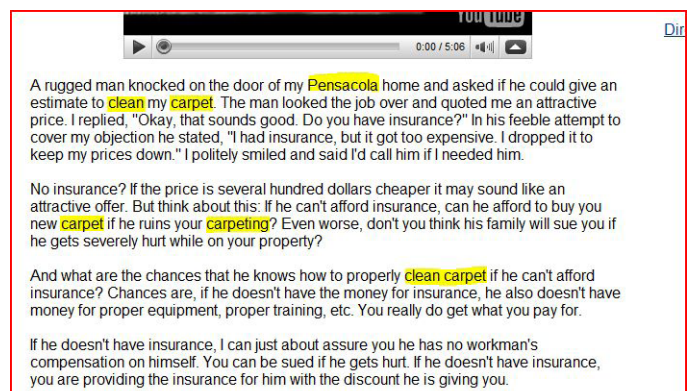 You Tube
0:00 / 5:06
Dir
A rugged man knocked on the door of my Pensacola home and asked if he could give an
estimate to clean my carpet. The man looked the job over and quoted me an attractive
price. I replied, "Okay, that sounds good. Do you have insurance?" In his feeble attempt to
cover my objection he stated, "I had insurance, but it got too expensive. I dropped it to
keep my prices down." I politely smiled and said I'd call him if I needed him.
No insurance? If the price is several hundred dollars cheaper it may sound like an
attractive offer. But think about this: If he can't afford insurance, can he afford to buy you
new carpet if he ruins your carpeting? Even worse, don't you think his family will sue you if
he gets severely hurt while on your property?
And what are the chances that he knows how to properly clean carpet if he can't afford
insurance? Chances are, if he doesn't have the money for insurance, he also doesn't have
money for proper equipment, proper training, etc. You really do get what you pay for.
If he doesn't have insurance, I can just about assure you he has no workman's
compensation on himself. You can be sued if he gets hurt. If he doesn't have insurance,
you are providing the insurance for him with the discount he is giving you.